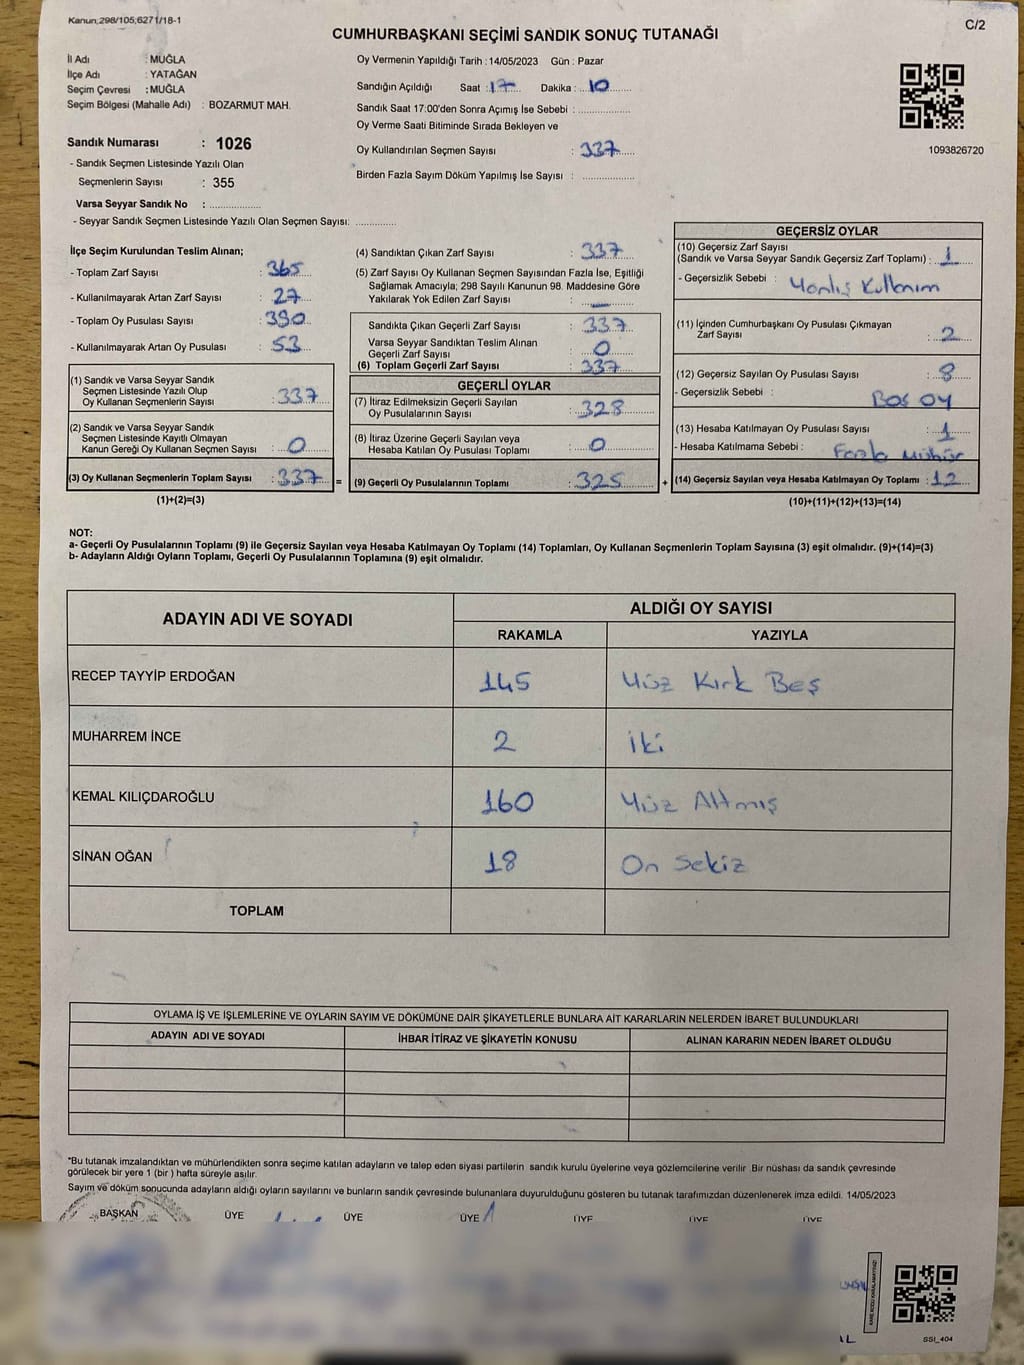 Kanun;298/105;6271/18-1
C/2
CUMHURBAŞKANI SEÇİMİ SANDIK SONUÇ TUTANAĞI
İl Adı : MUĞLA
İlçe Adı : YATAĞAN
Seçim Çevresi : MUĞLA
Seçim Bölgesi (Mahalle Adı) : BOZARMUT MAH.
Sandık Numarası : 1026
- Sandık Seçmen Listesinde Yazılı Olan
Seçmenlerin Sayısı : 355
Varsa Seyyar Sandık No : ..................
- Seyyar Sandık Seçmen Listesinde Yazılı Olan Seçmen Sayısı: ..............
Oy Vermenin Yapıldığı Tarih : 14/05/2023 Gün : Pazar
Sandığın Açıldığı Saat : 17 Dakika : 10
Sandık Saat 17:00'den Sonra Açımış İse Sebebi : ..................
Oy Verme Saati Bitiminde Sırada Bekleyen ve
Oy Kullandırılan Seçmen Sayısı : 337
Birden Fazla Sayım Döküm Yapılmış İse Sayısı : ..................
1093826720
İlçe Seçim Kurulundan Teslim Alınan;
- Toplam Zarf Sayısı : 365
- Kullanılmayarak Artan Zarf Sayısı : 27
- Toplam Oy Pusulası Sayısı : 390
- Kullanılmayarak Artan Oy Pusulası : 53
(1) Sandık ve Varsa Seyyar Sandık
Seçmen Listesinde Yazılı Olup
Oy Kullanan Seçmenlerin Sayısı : 337
(2) Sandık ve Varsa Seyyar Sandık
Seçmen Listesinde Kayıtlı Olmayan
Kanun Gereği Oy Kullanan Seçmen Sayısı : 0
(3) Oy Kullanan Seçmenlerin Toplam Sayısı : 337 =
(1)+(2)=(3)
(4) Sandıktan Çıkan Zarf Sayısı : 337
(5) Zarf Sayısı Oy Kullanan Seçmen Sayısından Fazla İse, Eşitliği
Sağlamak Amacıyla; 298 Sayılı Kanunun 98. Maddesine Göre
Yakılarak Yok Edilen Zarf Sayısı : —
Sandıkta Çıkan Geçerli Zarf Sayısı : 337
Varsa Seyyar Sandıktan Teslim Alınan
Geçerli Zarf Sayısı : 0
(6) Toplam Geçerli Zarf Sayısı : 337
GEÇERLİ OYLAR
(7) İtiraz Edilmeksizin Geçerli Sayılan
Oy Pusulalarının Sayısı : 328
(8) İtiraz Üzerine Geçerli Sayılan veya
Hesaba Katılan Oy Pusulası Toplamı : 0
(9) Geçerli Oy Pusulalarının Toplamı : 325 +
GEÇERSİZ OYLAR
(10) Geçersiz Zarf Sayısı
(Sandık ve Varsa Seyyar Sandık Geçersiz Zarf Toplamı) : 1
- Geçersizlik Sebebi : Yanlış Kullanım
(11) İçinden Cumhurbaşkanı Oy Pusulası Çıkmayan
Zarf Sayısı : 2
(12) Geçersiz Sayılan Oy Pusulası Sayısı : 8
- Geçersizlik Sebebi : Boş OY
(13) Hesaba Katılmayan Oy Pusulası Sayısı : 1
- Hesaba Katılmama Sebebi : Fazla Mühür
(14) Geçersiz Sayılan veya Hesaba Katılmayan Oy Toplamı : 12
(10)+(11)+(12)+(13)=(14)
NOT:
a- Geçerli Oy Pusulalarının Toplamı (9) ile Geçersiz Sayılan veya Hesaba Katılmayan Oy Toplamı (14) Toplamları, Oy Kullanan Seçmenlerin Toplam Sayısına (3) eşit olmalıdır. (9)+(14)=(3)
b- Adayların Aldığı Oyların Toplamı, Geçerli Oy Pusulalarının Toplamına (9) eşit olmalıdır.
ADAYIN ADI VE SOYADI
ALDIĞI OY SAYISI
RAKAMLA YAZIYLA
RECEP TAYYİP ERDOĞAN 145 Yüz Kırk Beş
MUHARREM İNCE 2 İki
KEMAL KILIÇDAROĞLU 160 Yüz Altmış
SİNAN OĞAN 18 On Sekiz
TOPLAM
OYLAMA İŞ VE İŞLEMLERİNE VE OYLARIN SAYIM VE DÖKÜMÜNE DAİR ŞİKAYETLERLE BUNLARA AİT KARARLARIN NELERDEN İBARET BULUNDUKLARI
ADAYIN ADI VE SOYADI İHBAR İTİRAZ VE ŞİKAYETİN KONUSU ALINAN KARARIN NEDEN İBARET OLDUĞU
*Bu tutanak imzalandıktan ve mühürlendikten sonra seçime katılan adayların ve talep eden siyasi partilerin sandık kurulu üyelerine veya gözlemcilerine verilir .Bir nüshası da sandık çevresinde
görülecek bir yere 1 (bir ) hafta süreyle asılır.
Sayım ve döküm sonucunda adayların aldığı oyların sayılarını ve bunların sandık çevresinde bulunanlara duyurulduğunu gösteren bu tutanak tarafımızdan düzenlenerek imza edildi. 14/05/2023
BAŞKAN ÜYE ÜYE ÜYE ÜYE ÜYE ÜYE
KARE KODU KARALAMAYINIZ!
SSI_404